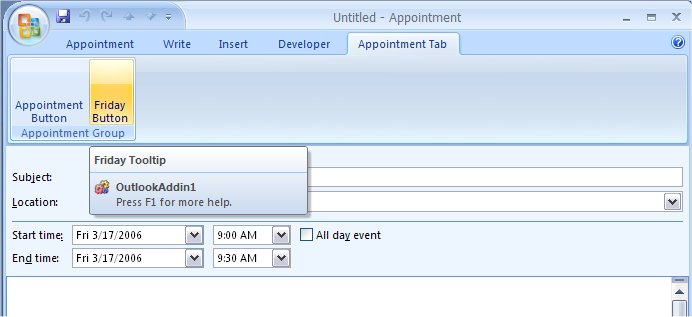 Untitled - Appointment
Appointment Write Insert Developer Appointment Tab
Appointment Button
Friday Button
Appointment Group
Friday Tooltip
OutlookAddin1
Press F1 for more help.
Subject:
Location:
Start time: Fri 3/17/2006 9:00 AM All day event
End time: Fri 3/17/2006 9:30 AM